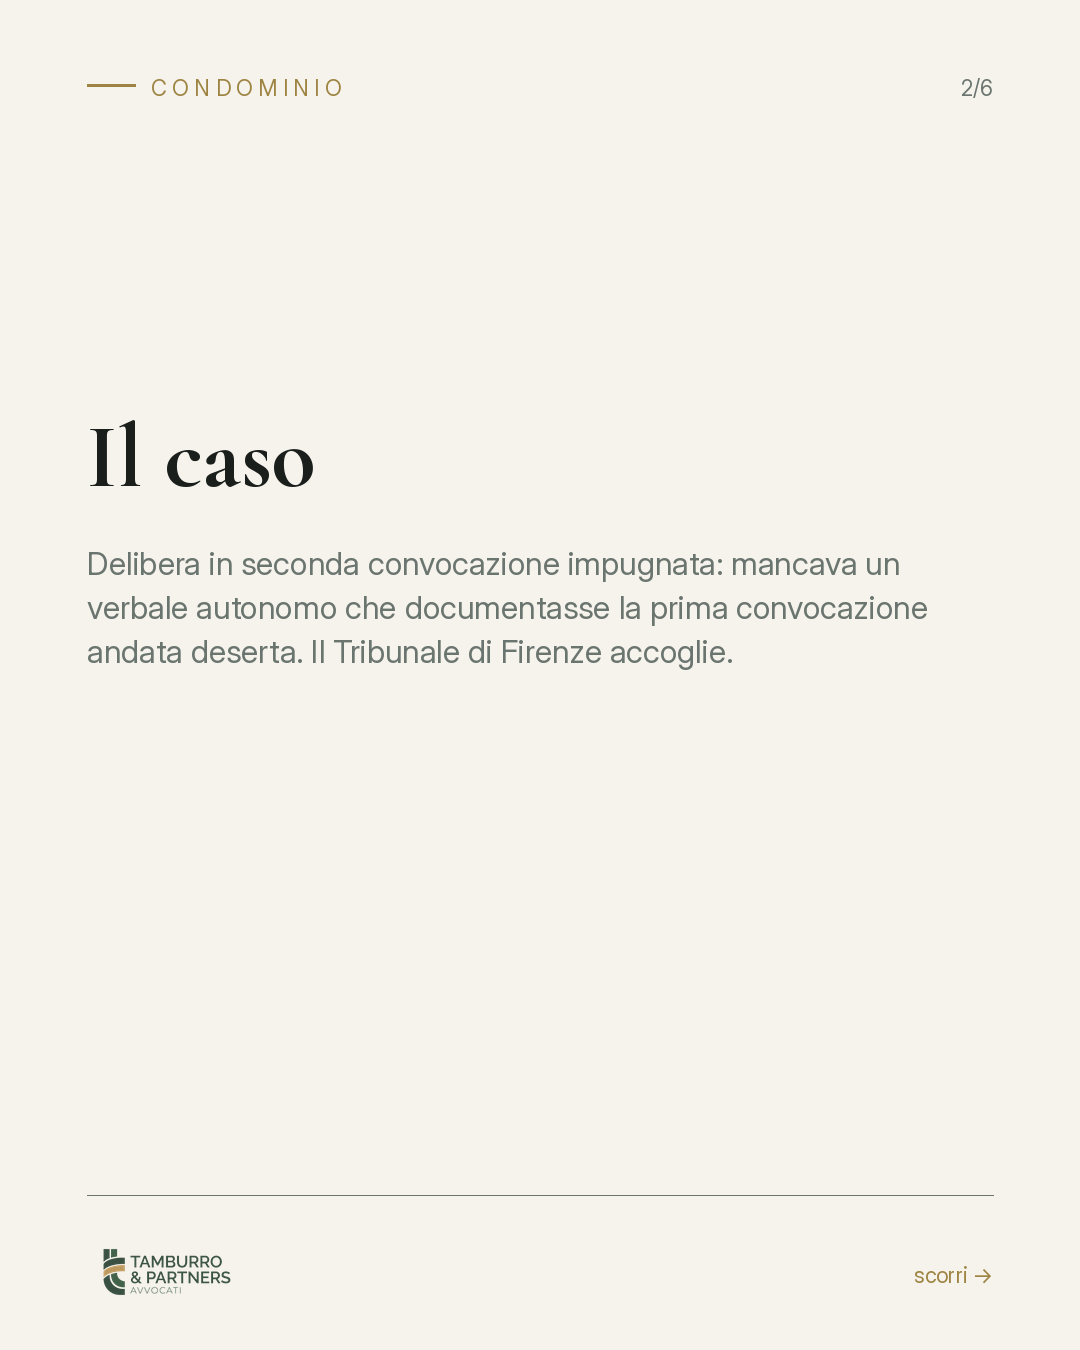 CONDOMINIO
2/6
Il caso
Delibera in seconda convocazione impugnata: mancava un
verbale autonomo che documentasse la prima convocazione
andata deserta. Il Tribunale di Firenze accoglie.
TAMBURRO
& PARTNERS
AVVOCATI
scorri →